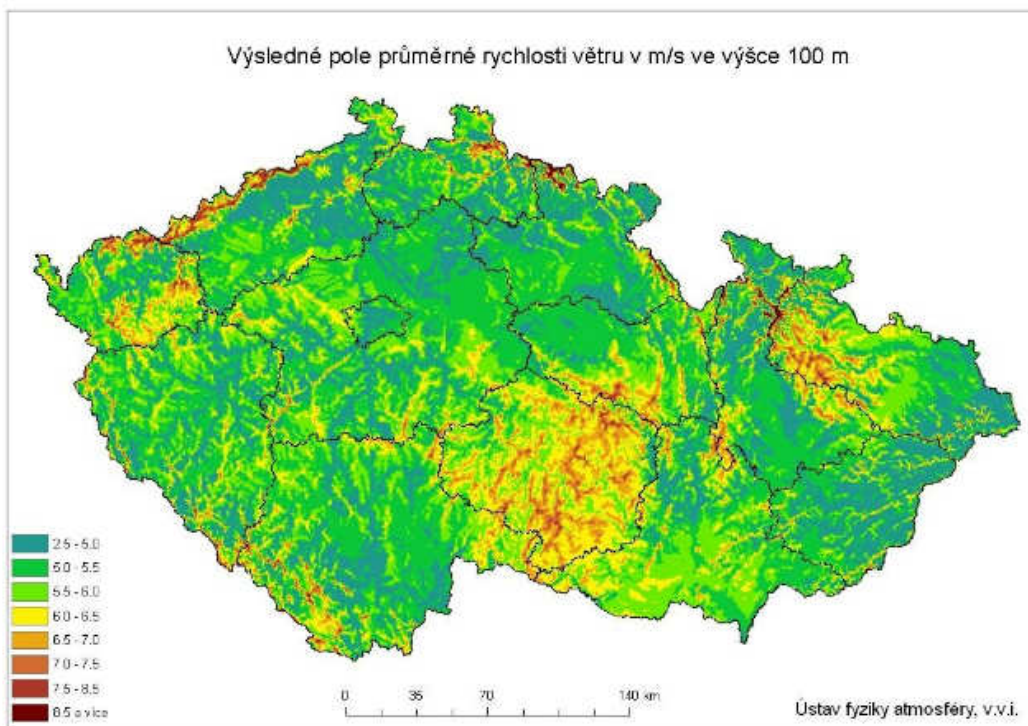 Výsledné pole průměrné rychlosti větru v m/s ve výšce 100 m
2.5 - 5.0
5.0 - 5.5
5.5 - 6.0
6.0 - 6.5
6.5 - 7.0
7.0 - 7.5
7.5 - 8.5
8.5 a více
0 35 70 140 km
Ústav fyziky atmosféry, v.v.i.